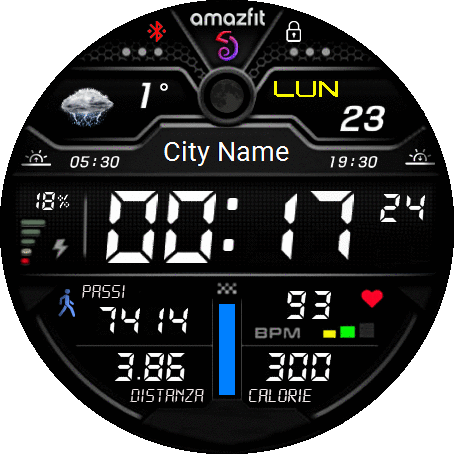 amazfit
1° LUN
23
City Name
05:30 19:30
18% 00:17 24
PASSI
7414 93
BPM
3.86 300
DISTANZA CALORIE